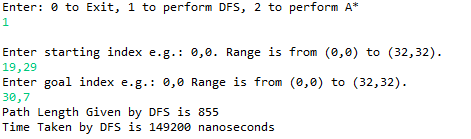 Enter: 0 to Exit, 1 to perform DFS, 2 to perform A*
1
Enter starting index e.g.: 0,0. Range is from (0,0) to (32,32).
19,29
Enter goal index e.g.: 0,0 Range is from (0,0) to (32,32).
30,7
Path Length Given by DFS is 855
Time Taken by DFS is 149200 nanoseconds